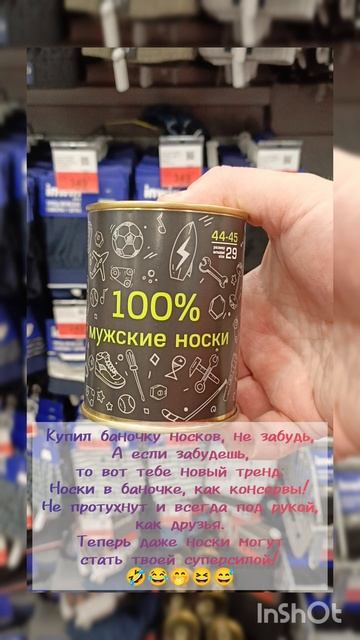 44-45
29
100%
мужские носки
Купил баночку носков, не забудь,
А если забудешь,
то вот тебе новый тренд:
Носки в баночке, как консервы!
Не протухнут и всегда под рукой,
как друзья.
Теперь даже носки могут
стать твоей суперсилой!
🤣😂🤭😆😅
InShOt